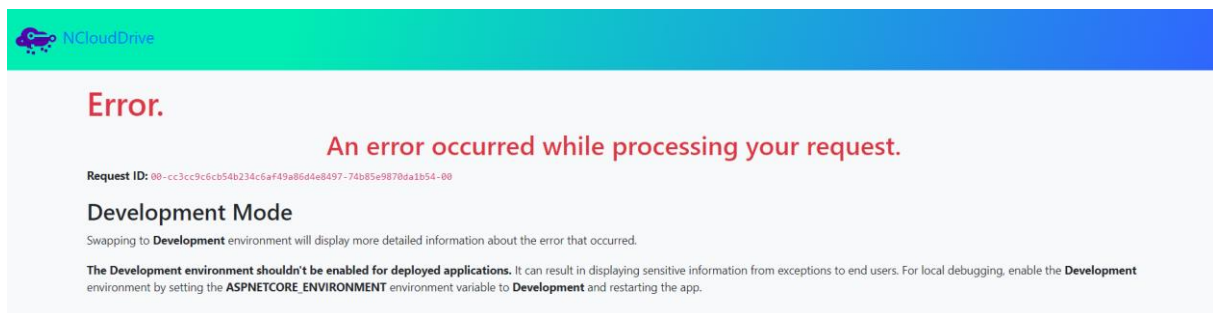 NCloudDrive
Error.
An error occurred while processing your request.
Request ID: 00-cc3cc9c6cb54b234c6af49a86d4e8497-74b85e9870da1b54-00
Development Mode
Swapping to Development environment will display more detailed information about the error that occurred.
The Development environment shouldn't be enabled for deployed applications. It can result in displaying sensitive information from exceptions to end users. For local debugging, enable the Development
environment by setting the ASPNETCORE_ENVIRONMENT environment variable to Development and restarting the app.